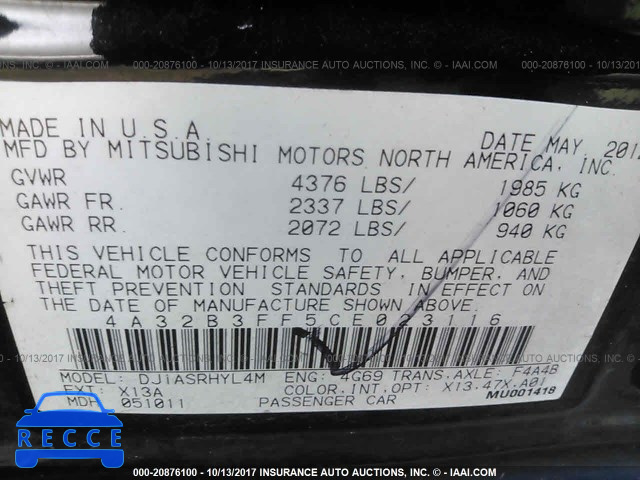 000-20876100 - 10/13/2017 INSURANCE AUTO AUCTIONS, INC. - IAAI.COM
MADE IN U.S.A.
DATE MAY, 201
MFD BY MITSUBISHI MOTORS NORTH AMERICA, INC.
GVWR 4376 LBS/ 1985 KG
GAWR FR. 2337 LBS/ 1060 KG
GAWR RR. 2072 LBS/ 940 KG
THIS VEHICLE CONFORMS TO ALL APPLICABLE
FEDERAL MOTOR VEHICLE SAFETY, BUMPER, AND
THEFT PREVENTION STANDARDS IN EFFECT ON
THE DATE OF MANUFACTURE SHOWN ABOVE.
4A32B3FF5CE023116
MODEL: DJ1ASRHYL4M ENG: 4G69 TRANS.AXLE: F4A4B
EXT: X13A COLOR.INT.OPT: X13.47X.A01
MDH 051011 PASSENGER CAR MU001418
RECCE
000-20876100 - 10/13/2017 INSURANCE AUTO AUCTIONS, INC. - IAAI.COM